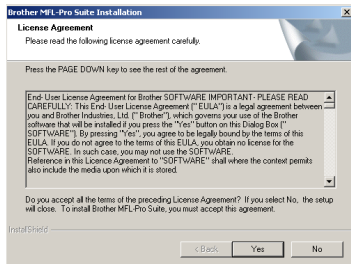 Brother MFL-Pro Suite Installation
License Agreement
Please read the following license agreement carefully.
Press the PAGE DOWN key to see the rest of the agreement.
End- User License Agreement for Brother SOFTWARE IMPORTANT- PLEASE READ
CAREFULLY: This End- User License Agreement (" EULA") is a legal agreement between
you and Brother Industries, Ltd. (" Brother"), which governs your use of the Brother
software that will be installed if you press the "Yes" button on this Dialog Box ("
SOFTWARE"). By pressing "Yes", you agree to be legally bound by the terms of this
EULA. If you do not agree to the terms of this EULA, you obtain no license for the
SOFTWARE. In such case, you may not use the SOFTWARE.
Reference in this Licence Agreement to "SOFTWARE" shall where the context permits
also include the media upon which it is stored.
Do you accept all the terms of the preceding License Agreement? If you select No, the setup
will close. To install Brother MFL-Pro Suite, you must accept this agreement.
InstallShield
< Back
Yes
No